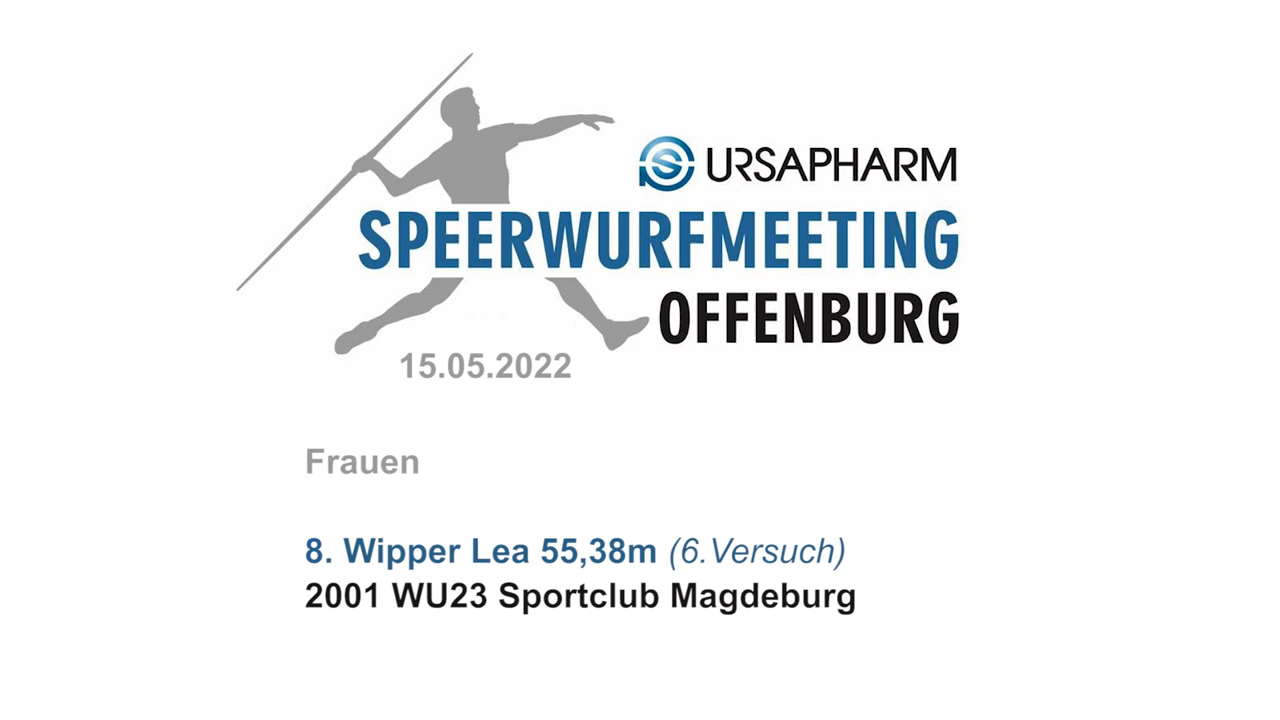 URSAPHARM
SPEERWURFMEETING
OFFENBURG
15.05.2022
Frauen
8. Wipper Lea 55,38m (6.Versuch)
2001 WU23 Sportclub Magdeburg